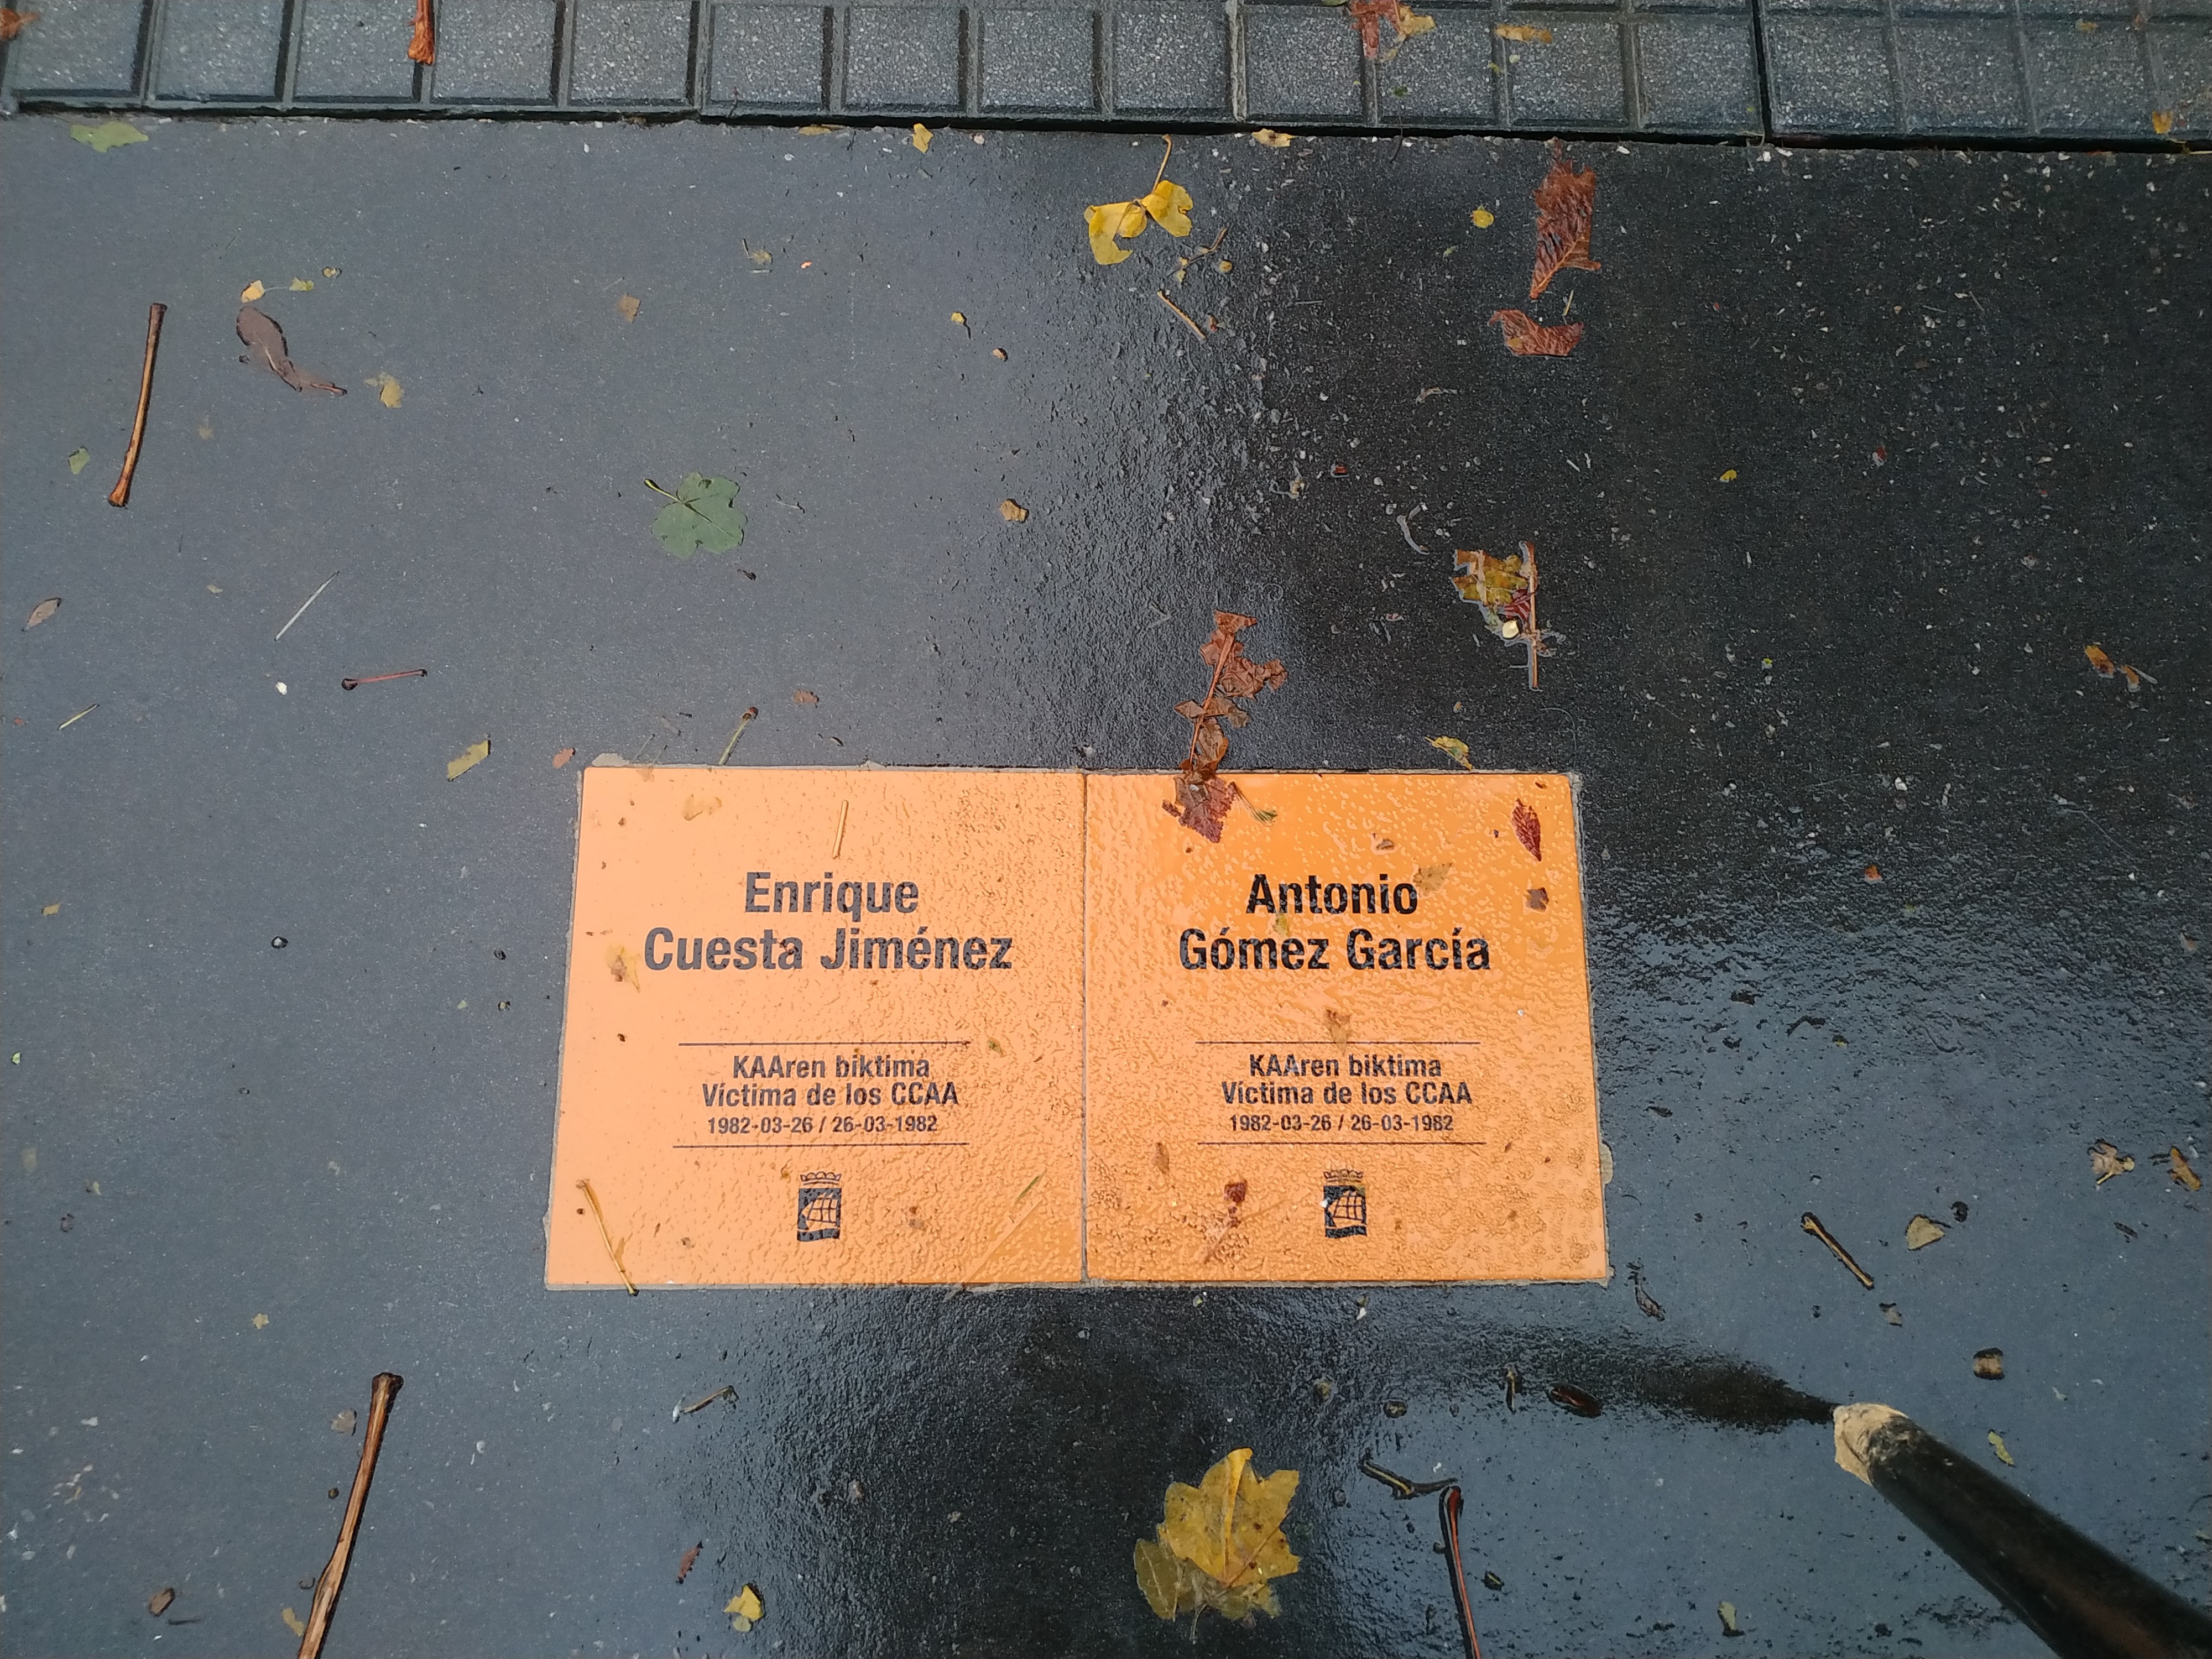 Enrique
Cuesta Jiménez
KAAren biktima
Víctima de los CCAA
1982-03-26 / 26-03-1982
Antonio
Gómez García
KAAren biktima
Víctima de los CCAA
1982-03-26 / 26-03-1982